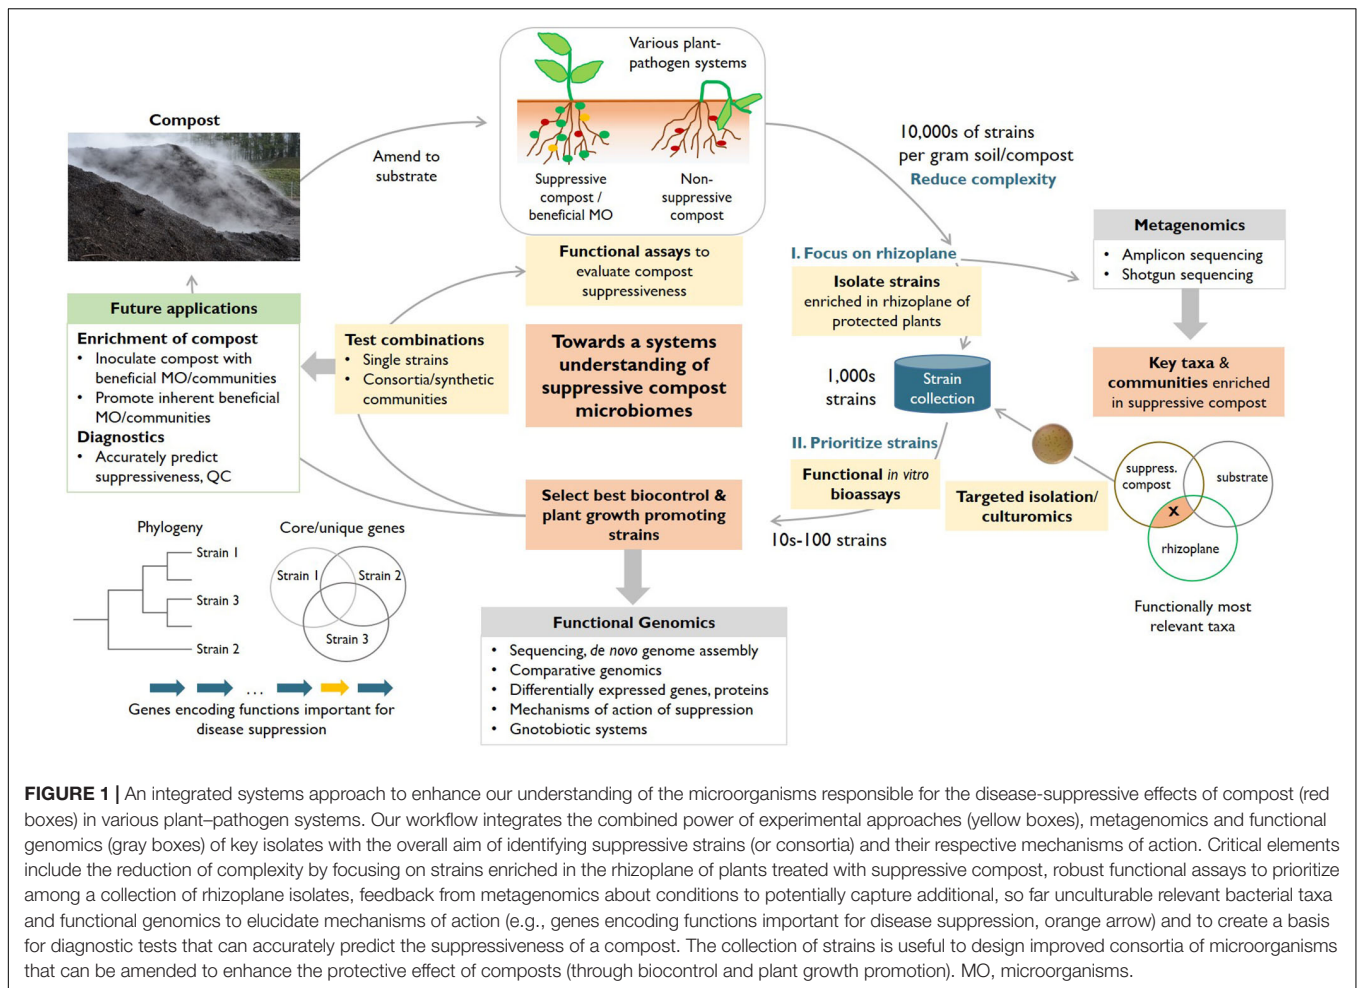 Compost
Amend to
substrate
Various plant-
pathogen systems
Suppressive
compost /
beneficial MO
Non-
suppressive
compost
10,000s of strains
per gram soil/compost
Reduce complexity
Functional assays to
evaluate compost
suppressiveness
I. Focus on rhizoplane
Isolate strains
enriched in rhizoplane of
protected plants
Metagenomics
• Amplicon sequencing
• Shotgun sequencing
Key taxa &
communities enriched
in suppressive compost
Future applications
Enrichment of compost
• Inoculate compost with
beneficial MO/communities
• Promote inherent beneficial
MO/communities
Diagnostics
• Accurately predict
suppressiveness, QC
Test combinations
• Single strains
• Consortia/synthetic
communities
Towards a systems
understanding of
suppressive compost
microbiomes
1,000s
strains
Strain
collection
II. Prioritize strains
Functional in vitro
bioassays
Targeted isolation/
culturomics
suppress.
compost
substrate
X
rhizoplane
Functionally most
relevant taxa
10s-100 strains
Select best biocontrol &
plant growth promoting
strains
Phylogeny
Strain 1
Strain 3
Strain 2
Core/unique genes
Strain 1
Strain 2
Strain 3
...
Genes encoding functions important for
disease suppression
Functional Genomics
• Sequencing, de novo genome assembly
• Comparative genomics
• Differentially expressed genes, proteins
• Mechanisms of action of suppression
• Gnotobiotic systems
FIGURE 1 | An integrated systems approach to enhance our understanding of the microorganisms responsible for the disease-suppressive effects of compost (red
boxes) in various plant–pathogen systems. Our workflow integrates the combined power of experimental approaches (yellow boxes), metagenomics and functional
genomics (gray boxes) of key isolates with the overall aim of identifying suppressive strains (or consortia) and their respective mechanisms of action. Critical elements
include the reduction of complexity by focusing on strains enriched in the rhizoplane of plants treated with suppressive compost, robust functional assays to prioritize
among a collection of rhizoplane isolates, feedback from metagenomics about conditions to potentially capture additional, so far unculturable relevant bacterial taxa
and functional genomics to elucidate mechanisms of action (e.g., genes encoding functions important for disease suppression, orange arrow) and to create a basis
for diagnostic tests that can accurately predict the suppressiveness of a compost. The collection of strains is useful to design improved consortia of microorganisms
that can be amended to enhance the protective effect of composts (through biocontrol and plant growth promotion). MO, microorganisms.